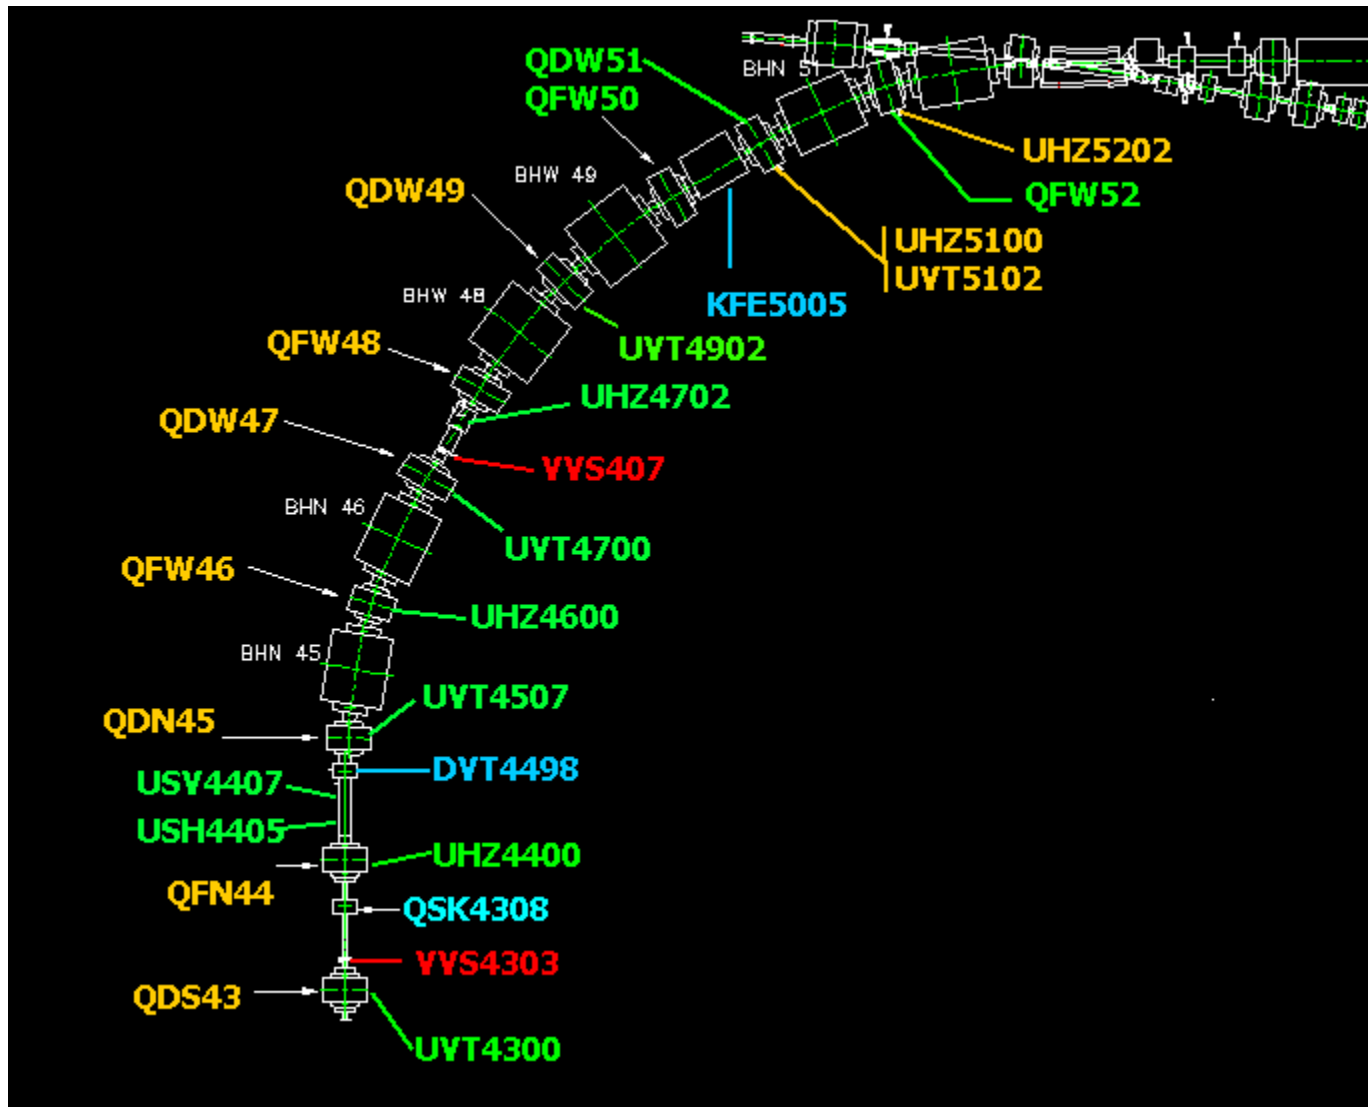 QDW51
QFW50
BHN 51
UHZ5202
QFW52
BHW 49
QDW49
UHZ5100
UVT5102
KFE5005
BHW 48
UVT4902
QFW48
UHZ4702
QDW47
VVS407
BHN 46
UVT4700
QFW46
UHZ4600
BHN 45
UVT4507
QDN45
DVT4498
USV4407
USH4405
UHZ4400
QFN44
QSK4308
VVS4303
QDS43
UVT4300